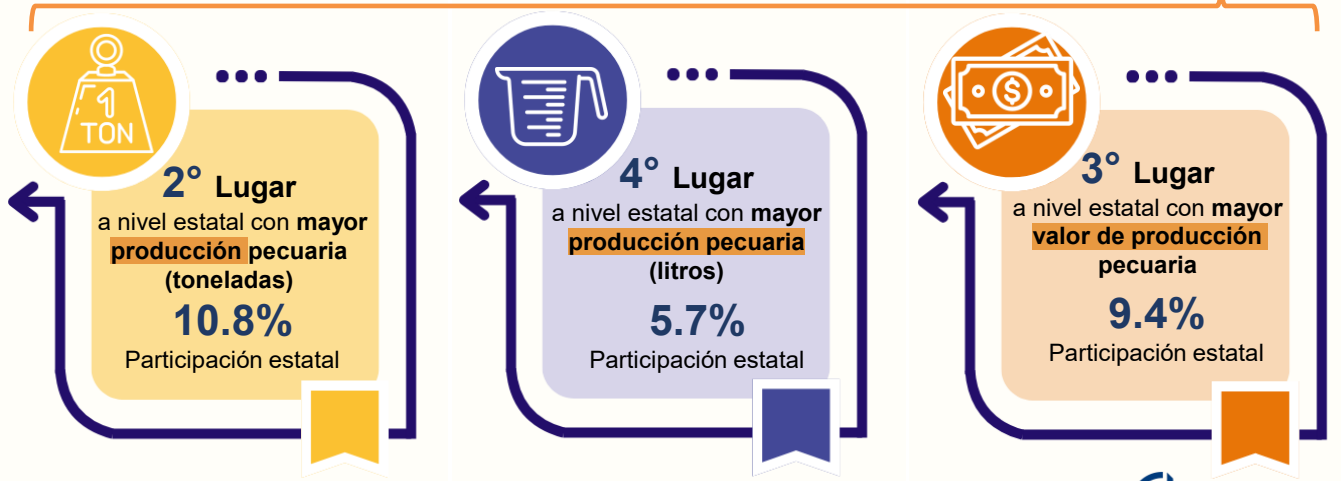 1
TON
2° Lugar
a nivel estatal con mayor
producción pecuaria
(toneladas)
10.8%
Participación estatal
4° Lugar
a nivel estatal con mayor
producción pecuaria
(litros)
5.7%
Participación estatal
$
3° Lugar
a nivel estatal con mayor
valor de producción
pecuaria
9.4%
Participación estatal